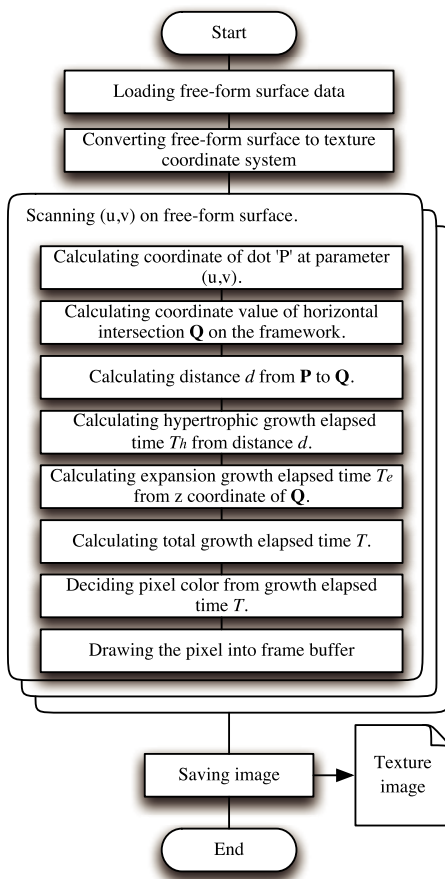 Start
Loading free-form surface data
Converting free-form surface to texture
coordinate system
Scanning (u,v) on free-form surface.
Calculating coordinate of dot 'P' at parameter
(u,v).
Calculating coordinate value of horizontal
intersection Q on the framework.
Calculating distance d from P to Q.
Calculating hypertrophic growth elapsed
time Th from distance d.
Calculating expansion growth elapsed time Te
from z coordinate of Q.
Calculating total growth elapsed time T.
Deciding pixel color from growth elapsed
time T.
Drawing the pixel into frame buffer
Saving image
Texture
image
End